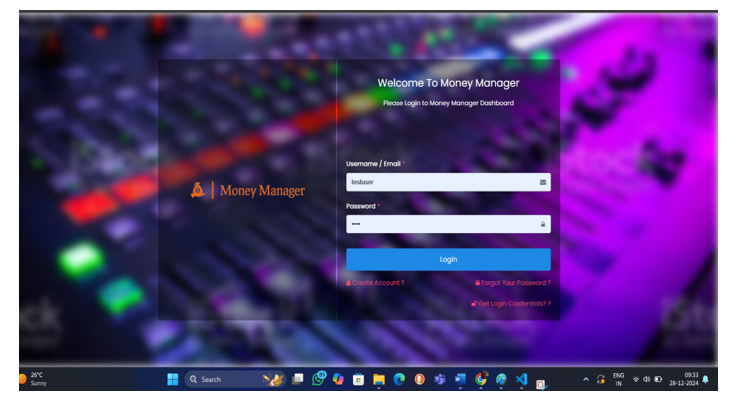 Welcome To Money Manager
Please Login to Money Manager Dashboard
Money Manager
Username / Email *
testuser
Password *
••••
Login
Create Account ?
Forgot Your Password ?
Get Login Credentials? ?
26°C
Sunny
Search
ENG
IN
09:33
28-12-2024